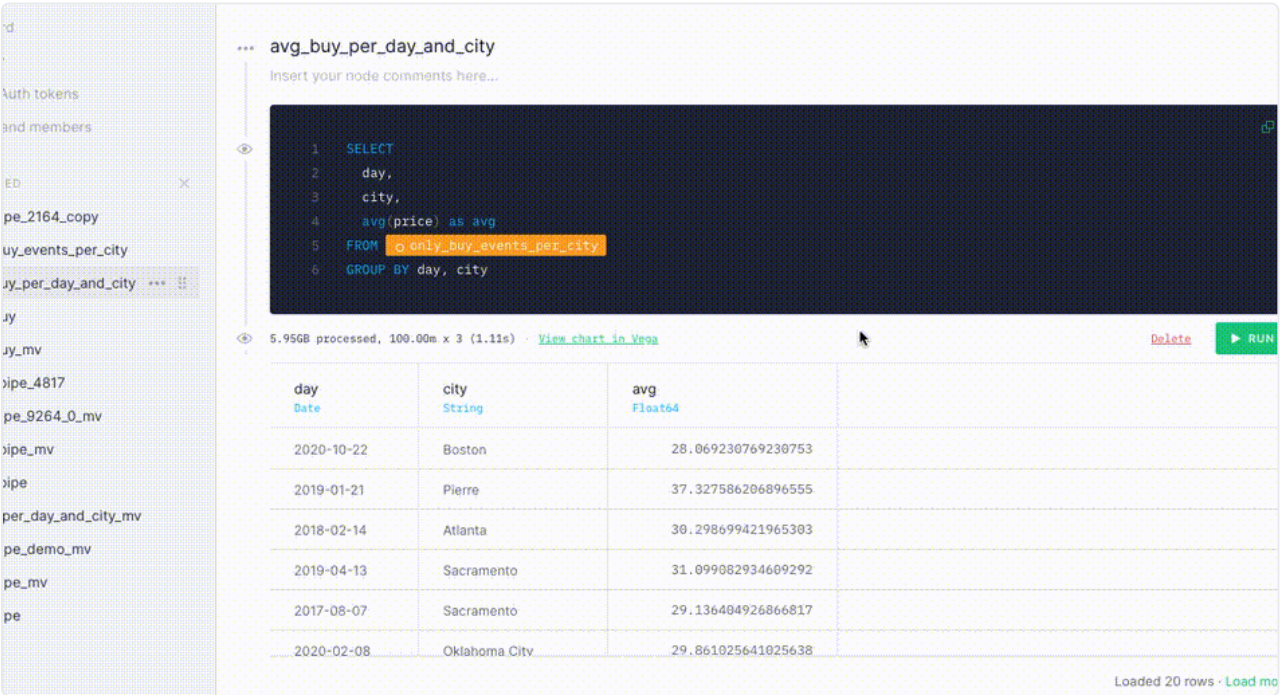 rd
Auth tokens
and members
ED
pe_2164_copy
uy_events_per_city
uy_per_day_and_city
uy
uy_mv
pipe_4817
pe_9264_0_mv
pipe_mv
pipe
per_day_and_city_mv
pe_demo_mv
pe_mv
pe
avg_buy_per_day_and_city
Insert your node comments here...
1 SELECT
2 day,
3 city,
4 avg(price) as avg
5 FROM only_buy_events_per_city
6 GROUP BY day, city
5.95GB processed, 100.00m x 3 (1.11s) · View chart in Vega Delete RUN
day city avg
Date String Float64
2020-10-22 Boston 28.069230769230753
2019-01-21 Pierre 37.327586206896555
2018-02-14 Atlanta 30.298699421965303
2019-04-13 Sacramento 31.099082934609292
2017-08-07 Sacramento 29.136404926866817
2020-02-08 Oklahoma City 29.861025641025638
Loaded 20 rows · Load mo